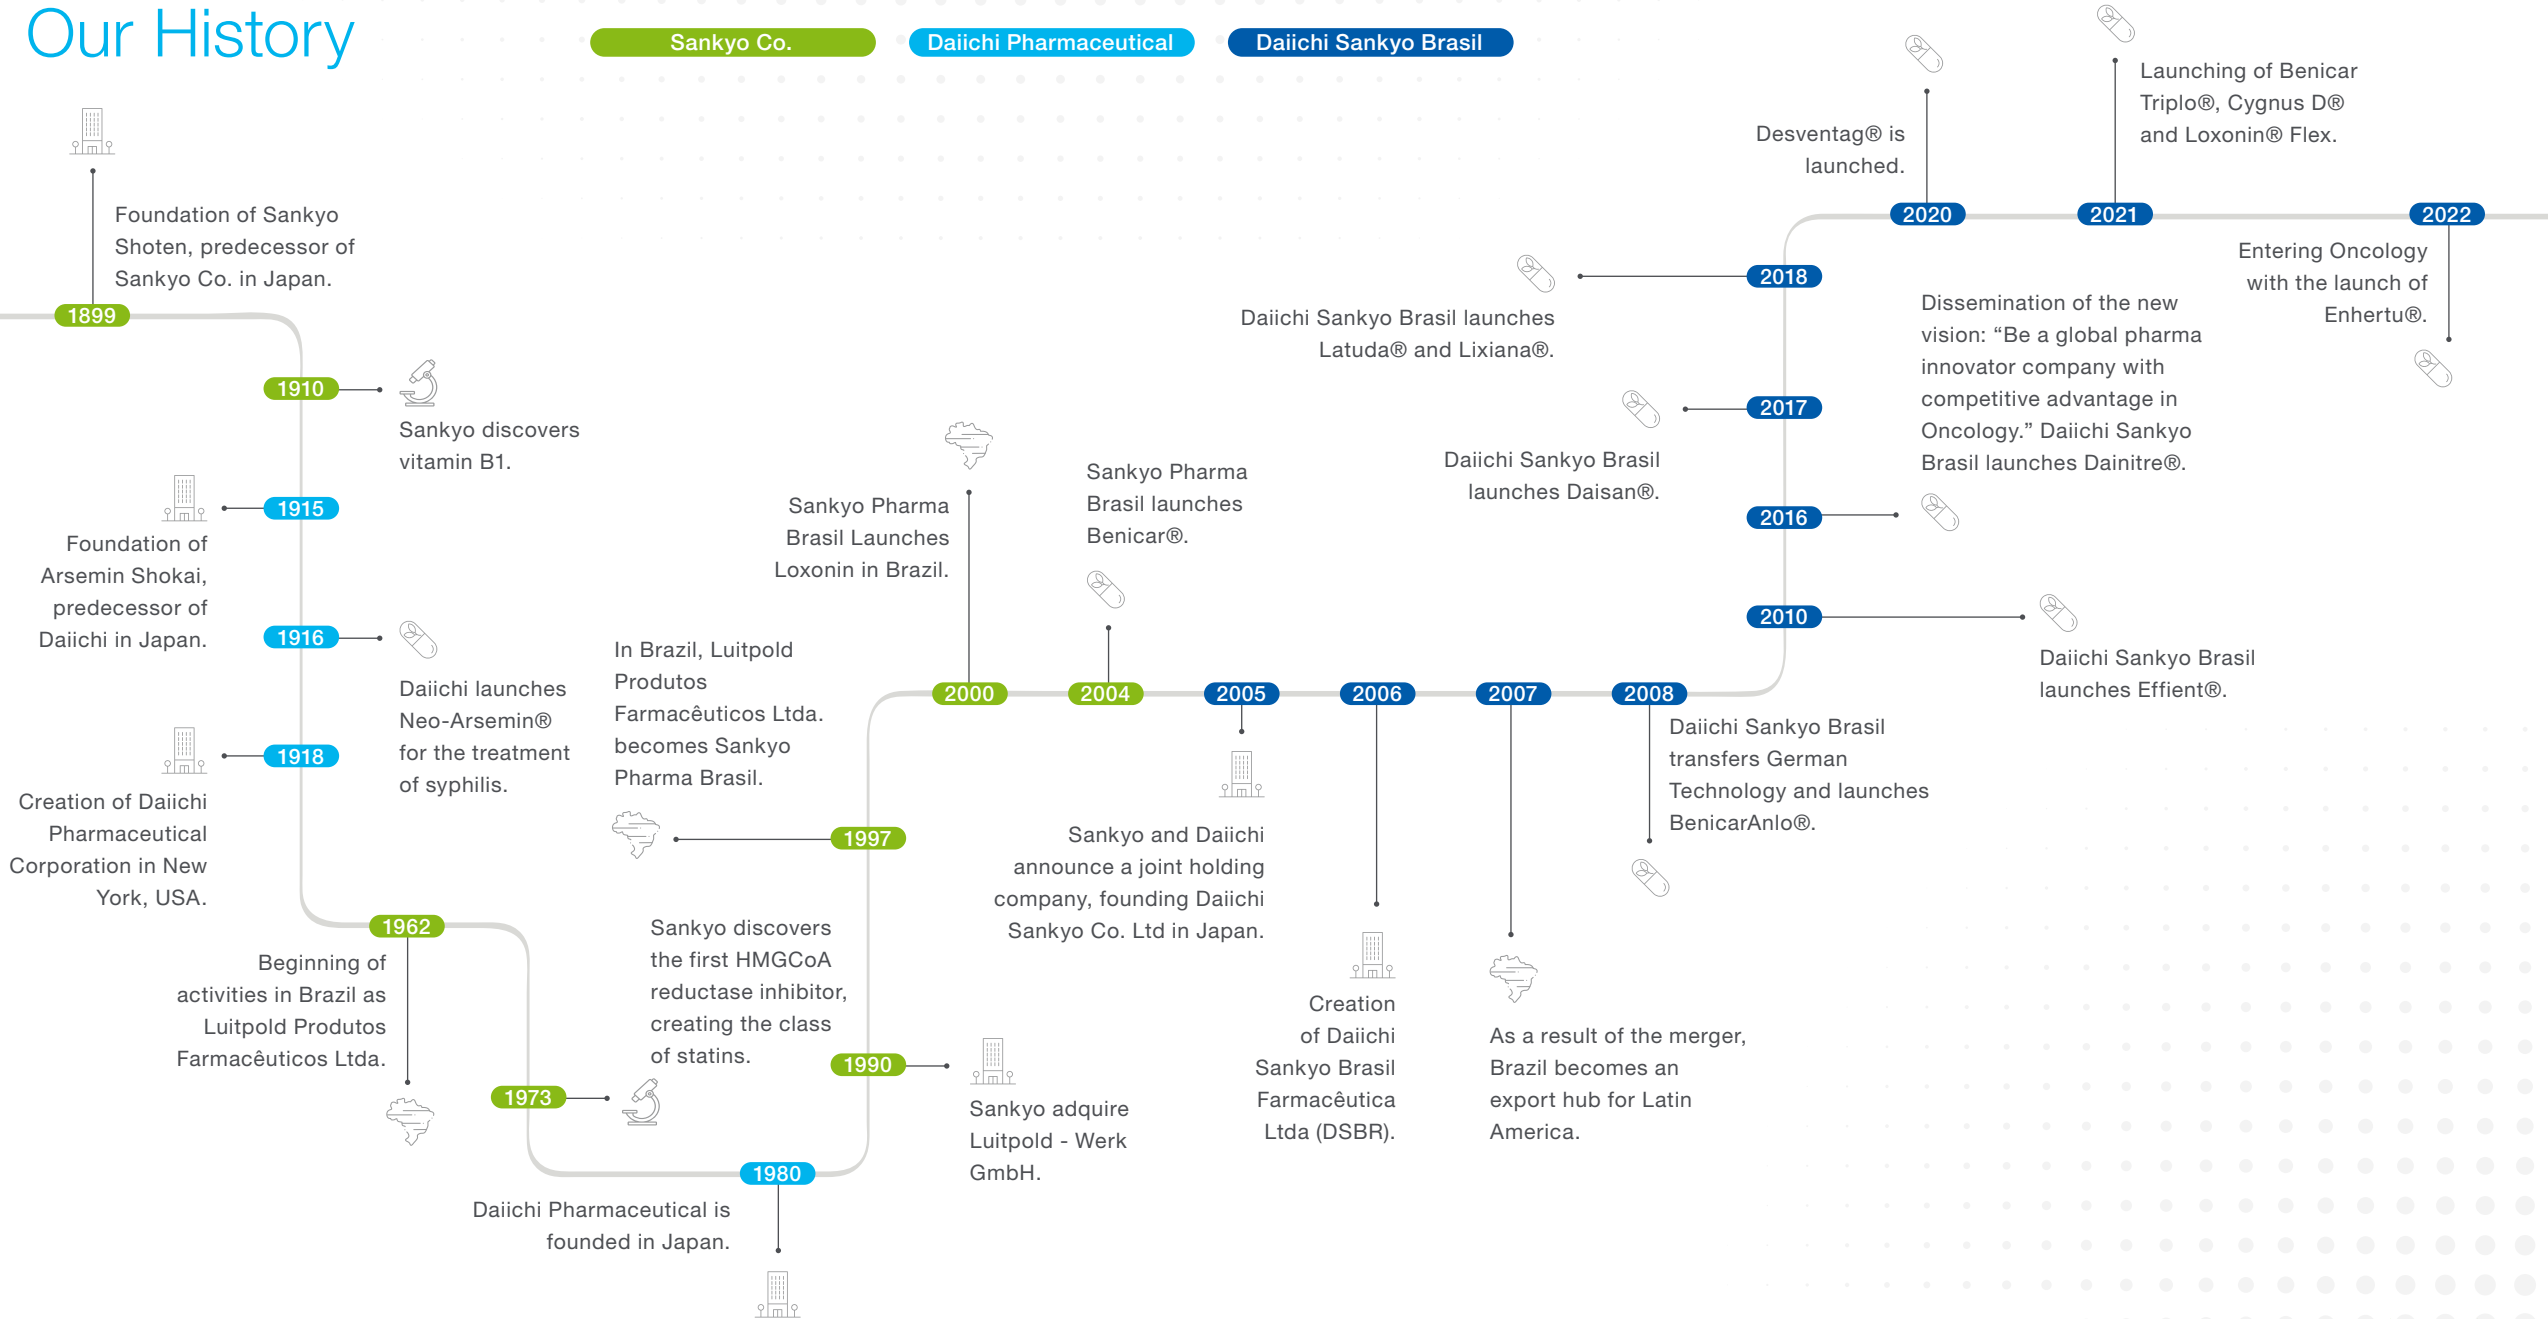 Our History
Sankyo Co.
Daiichi Pharmaceutical
Daiichi Sankyo Brasil
1899
Foundation of Sankyo
Shoten, predecessor of
Sankyo Co. in Japan.
1910
Sankyo discovers
vitamin B1.
1915
Foundation of
Arsemin Shokai,
predecessor of
Daiichi in Japan.
1916
Daiichi launches
Neo-Arsemin®
for the treatment
of syphilis.
1918
Creation of Daiichi
Pharmaceutical
Corporation in New
York, USA.
1962
Beginning of
activities in Brazil as
Luitpold Produtos
Farmacêuticos Ltda.
1973
Sankyo discovers
the first HMGCoA
reductase inhibitor,
creating the class
of statins.
1980
Daiichi Pharmaceutical is
founded in Japan.
1990
Sankyo adquire
Luitpold - Werk
GmbH.
1997
In Brazil, Luitpold
Produtos
Farmacêuticos Ltda.
becomes Sankyo
Pharma Brasil.
2000
Sankyo Pharma
Brasil Launches
Loxonin in Brazil.
2004
Sankyo Pharma
Brasil launches
Benicar®.
2005
Sankyo and Daiichi
announce a joint holding
company, founding Daiichi
Sankyo Co. Ltd in Japan.
2006
Creation
of Daiichi
Sankyo Brasil
Farmacêutica
Ltda (DSBR).
2007
As a result of the merger,
Brazil becomes an
export hub for Latin
America.
2008
Daiichi Sankyo Brasil
transfers German
Technology and launches
BenicarAnlo®.
2010
Daiichi Sankyo Brasil
launches Effient®.
2016
Dissemination of the new
vision: “Be a global pharma
innovator company with
competitive advantage in
Oncology.” Daiichi Sankyo
Brasil launches Dainitre®.
2017
Daiichi Sankyo Brasil
launches Daisan®.
2018
Daiichi Sankyo Brasil launches
Latuda® and Lixiana®.
2020
Desventag® is
launched.
2021
Launching of Benicar
Triplo®, Cygnus D®
and Loxonin® Flex.
2022
Entering Oncology
with the launch of
Enhertu®.